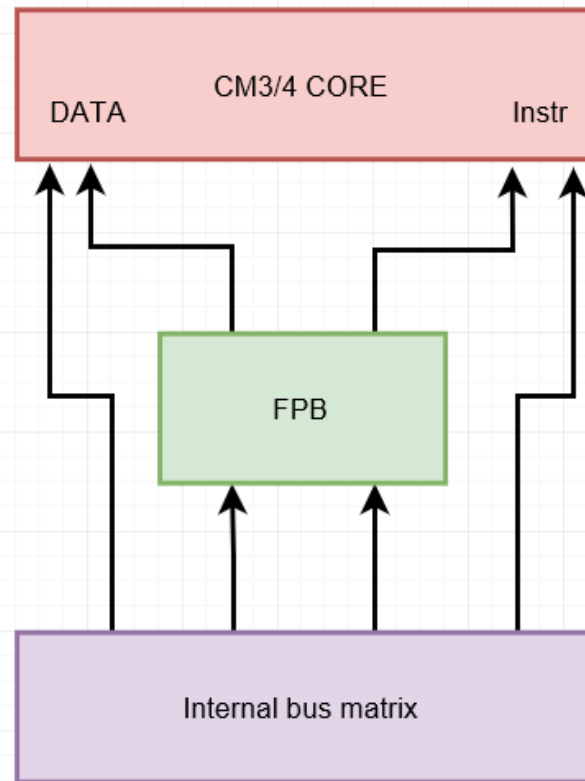 CM3/4 CORE
DATA
Instr
FPB
Internal bus matrix